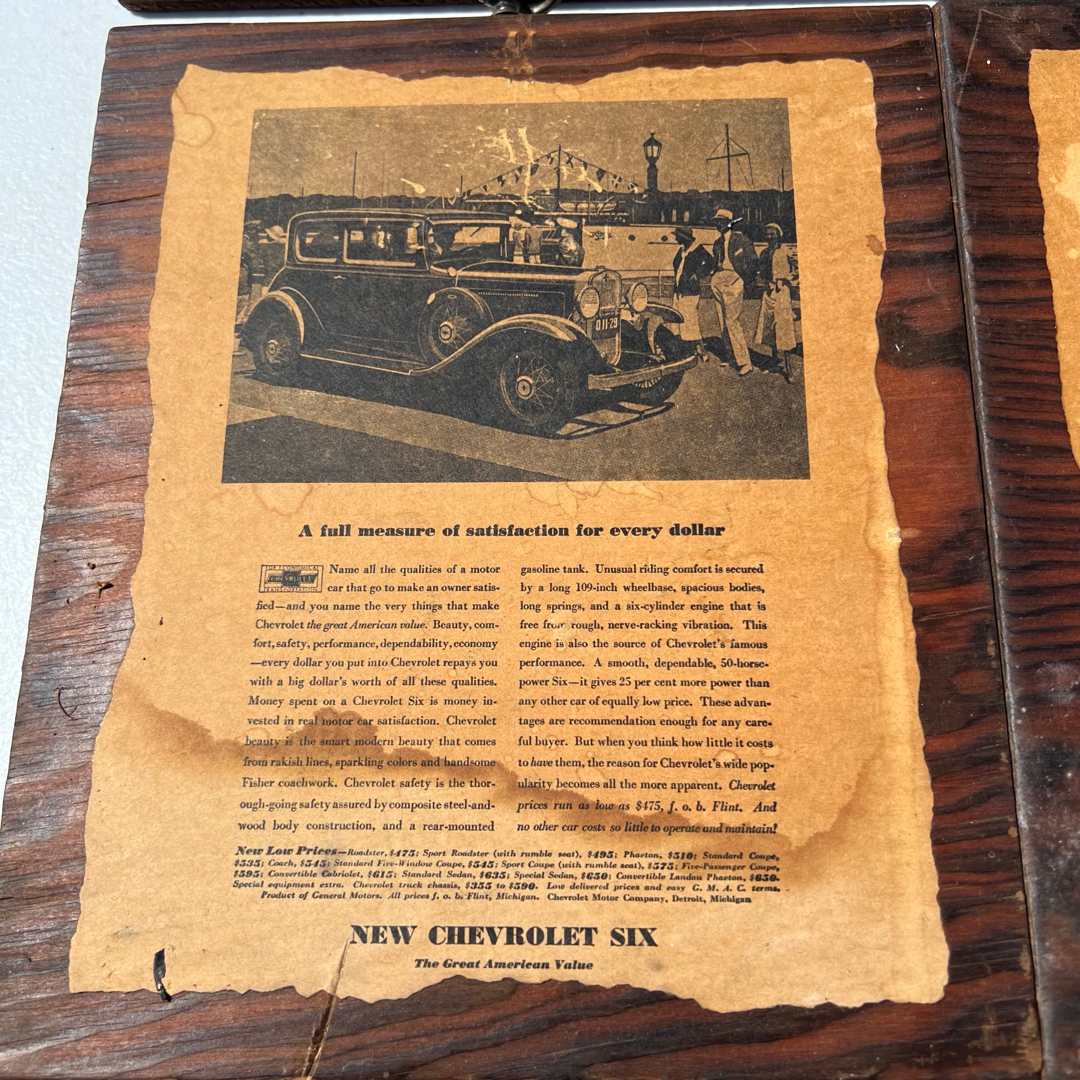 0.11-29
A full measure of satisfaction for every dollar
FOR ECONOMICAL
CHEVROLET
TRANSPORTATION
Name all the qualities of a motor
car that go to make an owner satis-
fied—and you name the very things that make
Chevrolet the great American value. Beauty, com-
fort, safety, performance, dependability, economy
—every dollar you put into Chevrolet repays you
with a big dollar's worth of all these qualities.
Money spent on a Chevrolet Six is money in-
vested in real motor car satisfaction. Chevrolet
beauty is the smart modern beauty that comes
from rakish lines, sparkling colors and handsome
Fisher coachwork. Chevrolet safety is the thor-
ough-going safety assured by composite steel-and-
wood body construction, and a rear-mounted
gasoline tank. Unusual riding comfort is secured
by a long 109-inch wheelbase, spacious bodies,
long springs, and a six-cylinder engine that is
free from rough, nerve-racking vibration. This
engine is also the source of Chevrolet's famous
performance. A smooth, dependable, 50-horse-
power Six—it gives 25 per cent more power than
any other car of equally low price. These advan-
tages are recommendation enough for any care-
ful buyer. But when you think how little it costs
to have them, the reason for Chevrolet's wide pop-
ularity becomes all the more apparent. Chevrolet
prices run as low as $475, f. o. b. Flint. And
no other car costs so little to operate and maintain!
New Low Prices—Roadster, $475; Sport Roadster (with rumble seat), $495; Phaeton, $510; Standard Coupe,
$535; Coach, $545; Standard Five-Window Coupe, $545; Sport Coupe (with rumble seat), $575; Five-Passenger Coupe,
$595; Convertible Cabriolet, $615; Standard Sedan, $635; Special Sedan, $650; Convertible Landau Phaeton, $650.
Special equipment extra. Chevrolet truck chassis, $355 to $590. Low delivered prices and easy G. M. A. C. terms.
Product of General Motors. All prices f. o. b. Flint, Michigan. Chevrolet Motor Company, Detroit, Michigan
NEW CHEVROLET SIX
The Great American Value